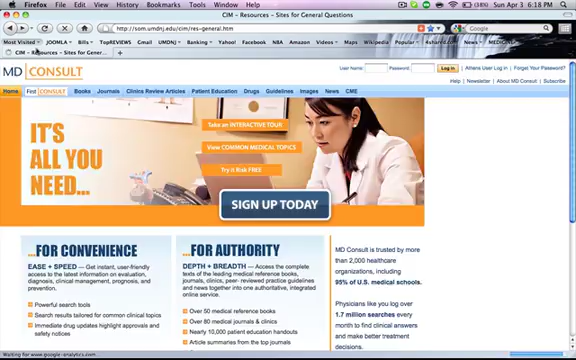 Firefox File Edit View History Bookmarks Tools Window Help Sun Apr 3 6:18 PM
CIM – Resources – Sites for General Questions
http://som.umdnj.edu/cim/res-general.htm
Most Visited JOOMLA Bills TopREVIEWS Gmail UMDNJ Banking Yahoo! Facebook NBA Amazon eBay News Wikipedia Popular 4shared.com News
CIM – Resources – Sites for Gener...
MD CONSULT
User Name: Password: Log in Athens User Log In Forgot Your Password?
Help Newsletter About MD Consult Subscribe
Home First CONSULT Books Journals Clinics Review Articles Patient Education Drugs Guidelines Images News CME
IT'S
ALL YOU
NEED...
Take an INTERACTIVE TOUR
View COMMON MEDICAL TOPICS
Try it Risk FREE
SIGN UP TODAY
...FOR CONVENIENCE
EASE + SPEED — Get instant, user-friendly
access to the latest information on evaluation,
diagnosis, clinical management, prognosis, and
prevention.
Powerful search tools
Search results tailored for common clinical topics
Immediate drug updates highlight approvals and
safety notices
...FOR AUTHORITY
DEPTH + BREADTH — Access the complete
texts of the leading medical reference books,
journals, clinics, peer-reviewed practice guidelines
and news together into one authoritative, integrated
online service.
Over 50 medical reference books
Over 80 medical journals & clinics
Nearly 10,000 patient education handouts
Article summaries from the top journals
MD Consult is trusted by more
than 2,000 healthcare
organizations, including
95% of U.S. medical schools.
Physicians like you log over
1.7 million searches every
month to find clinical answers
and make better treatment
decisions.
Waiting for www.google-analytics.com...